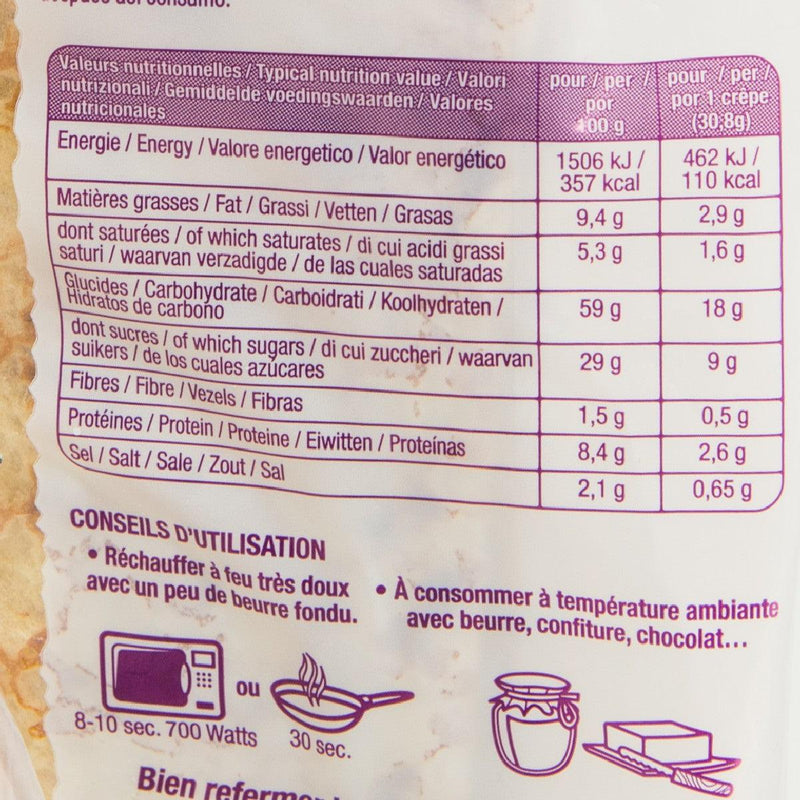 Valeurs nutritionnelles / Typical nutrition value / Valori
nutrizionali / Gemiddelde voedingswaarden / Valores
nutricionales
pour / per /
por
100 g
pour / per /
por 1 crêpe
(30,8g)
Energie / Energy / Valore energetico / Valor energético
1506 kJ /
357 kcal
462 kJ /
110 kcal
Matières grasses / Fat / Grassi / Vetten / Grasas
9,4 g
2,9 g
dont saturées / of which saturates / di cui acidi grassi
saturi / waarvan verzadigde / de las cuales saturadas
5,3 g
1,6 g
Glucides / Carbohydrate / Carboidrati / Koolhydraten /
Hidratos de carbono
59 g
18 g
dont sucres / of which sugars / di cui zuccheri / waarvan
suikers / de los cuales azúcares
29 g
9 g
Fibres / Fibre / Vezels / Fibras
1,5 g
0,5 g
Protéines / Protein / Proteine / Eiwitten / Proteínas
8,4 g
2,6 g
Sel / Salt / Sale / Zout / Sal
2,1 g
0,65 g
CONSEILS D'UTILISATION
• Réchauffer à feu très doux
avec un peu de beurre fondu.
• À consommer à température ambiante
avec beurre, confiture, chocolat...
ou
8-10 sec. 700 Watts
30 sec.
Bien